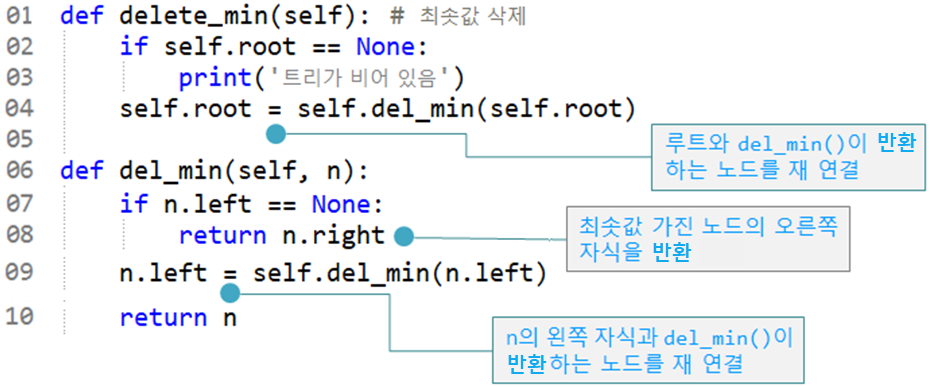 01 def delete_min(self): # 최솟값 삭제
02     if self.root == None:
03         print('트리가 비어 있음')
04     self.root = self.del_min(self.root)
05
루트와 del_min()이 반환
하는 노드를 재 연결
06 def del_min(self, n):
07     if n.left == None:
08         return n.right
최솟값 가진 노드의 오른쪽
자식을 반환
09     n.left = self.del_min(n.left)
10     return n
n의 왼쪽 자식과 del_min()이
반환하는 노드를 재 연결